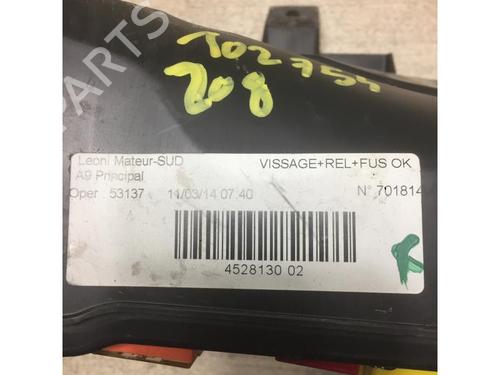 T02754
208
Leoni Mateur-SUD
VISSAGE+REL+FUS OK
A9 Principal
Oper : 53137 11/03/14 07:40 N° 701814
4528130 02